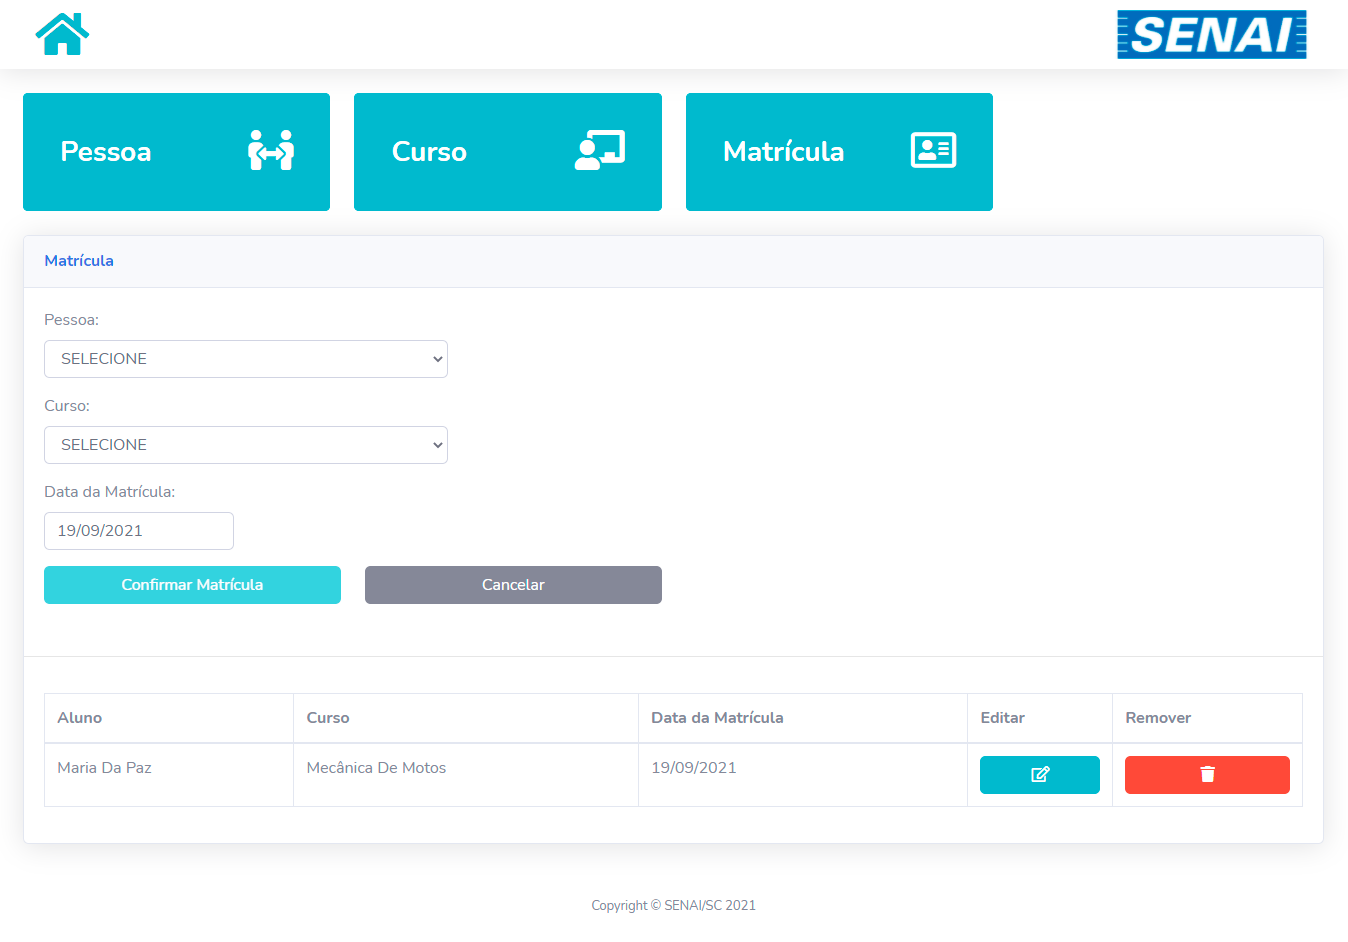 SENAI
Pessoa
Curso
Matrícula
Matrícula
Pessoa:
SELECIONE
Curso:
SELECIONE
Data da Matrícula:
19/09/2021
Confirmar Matrícula
Cancelar
Aluno Curso Data da Matrícula Editar Remover
Maria Da Paz Mecânica De Motos 19/09/2021
Copyright © SENAI/SC 2021